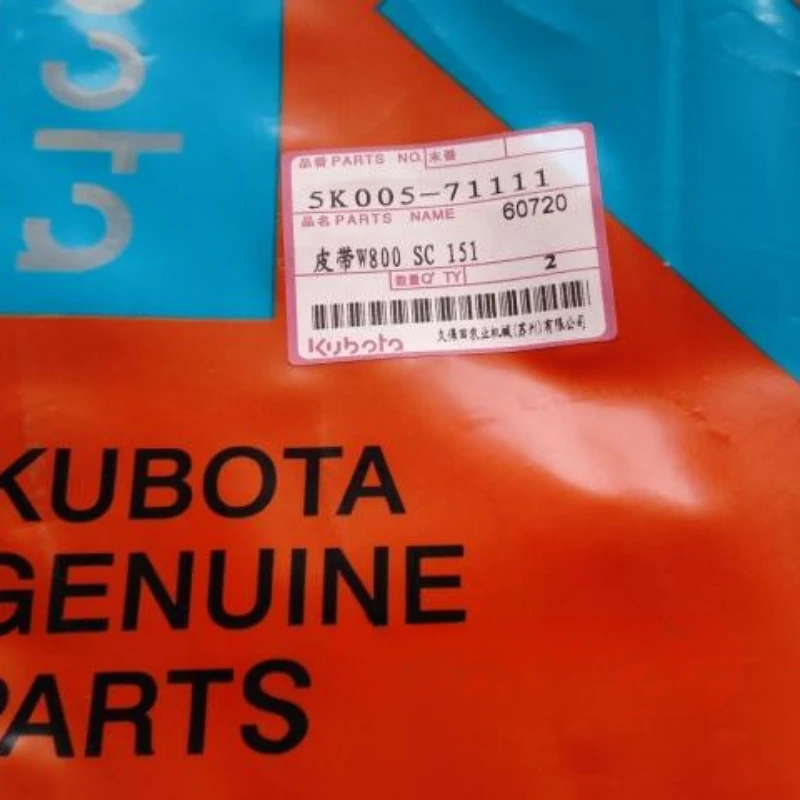 品番 PARTS NO. 末番
5K005-71111
品名 PARTS NAME 60720
皮带W800 SC 151
数量Q'TY 2
Kubota 久保田农业机械(苏州)有限公司
KUBOTA
GENUINE
PARTS